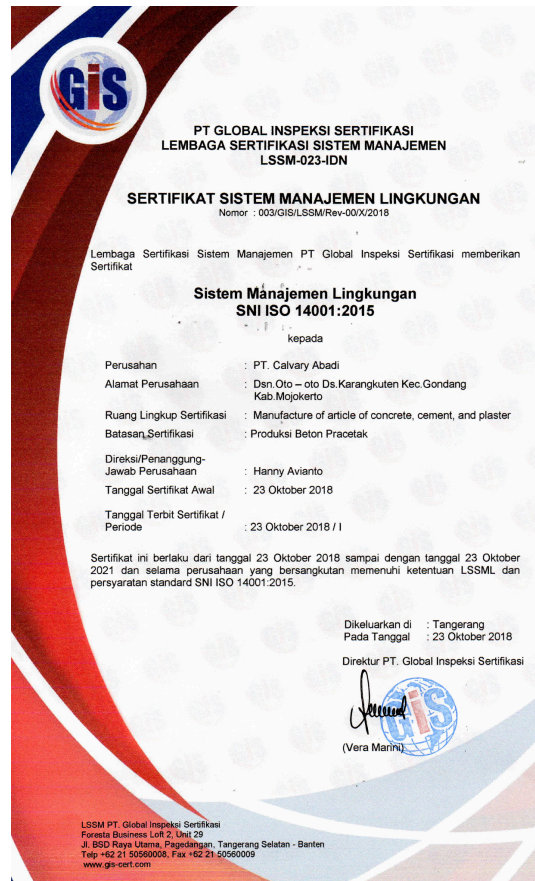 GiS
PT GLOBAL INSPEKSI SERTIFIKASI
LEMBAGA SERTIFIKASI SISTEM MANAJEMEN
LSSM-023-IDN
SERTIFIKAT SISTEM MANAJEMEN LINGKUNGAN
Nomor : 003/GIS/LSSM/Rev-00/X/2018
Lembaga Sertifikasi Sistem Manajemen PT Global Inspeksi Sertifikasi memberikan
Sertifikat
Sistem Manajemen Lingkungan
SNI ISO 14001:2015
kepada
Perusahan : PT. Calvary Abadi
Alamat Perusahaan : Dsn.Oto – oto Ds.Karangkuten Kec.Gondang
Kab.Mojokerto
Ruang Lingkup Sertifikasi : Manufacture of article of concrete, cement, and plaster
Batasan Sertifikasi : Produksi Beton Pracetak
Direksi/Penanggung-
Jawab Perusahaan : Hanny Avianto
Tanggal Sertifikat Awal : 23 Oktober 2018
Tanggal Terbit Sertifikat /
Periode : 23 Oktober 2018 / I
Sertifikat ini berlaku dari tanggal 23 Oktober 2018 sampai dengan tanggal 23 Oktober
2021 dan selama perusahaan yang bersangkutan memenuhi ketentuan LSSML dan
persyaratan standard SNI ISO 14001:2015.
Dikeluarkan di : Tangerang
Pada Tanggal : 23 Oktober 2018
Direktur PT. Global Inspeksi Sertifikasi
GiS
(Vera Marini)
LSSM PT. Global Inspeksi Sertifikasi
Foresta Business Loft 2, Unit 29
Jl. BSD Raya Utama, Pagedangan, Tangerang Selatan - Banten
Telp +62 21 50560008, Fax +62 21 50560009
www.gis-cert.com